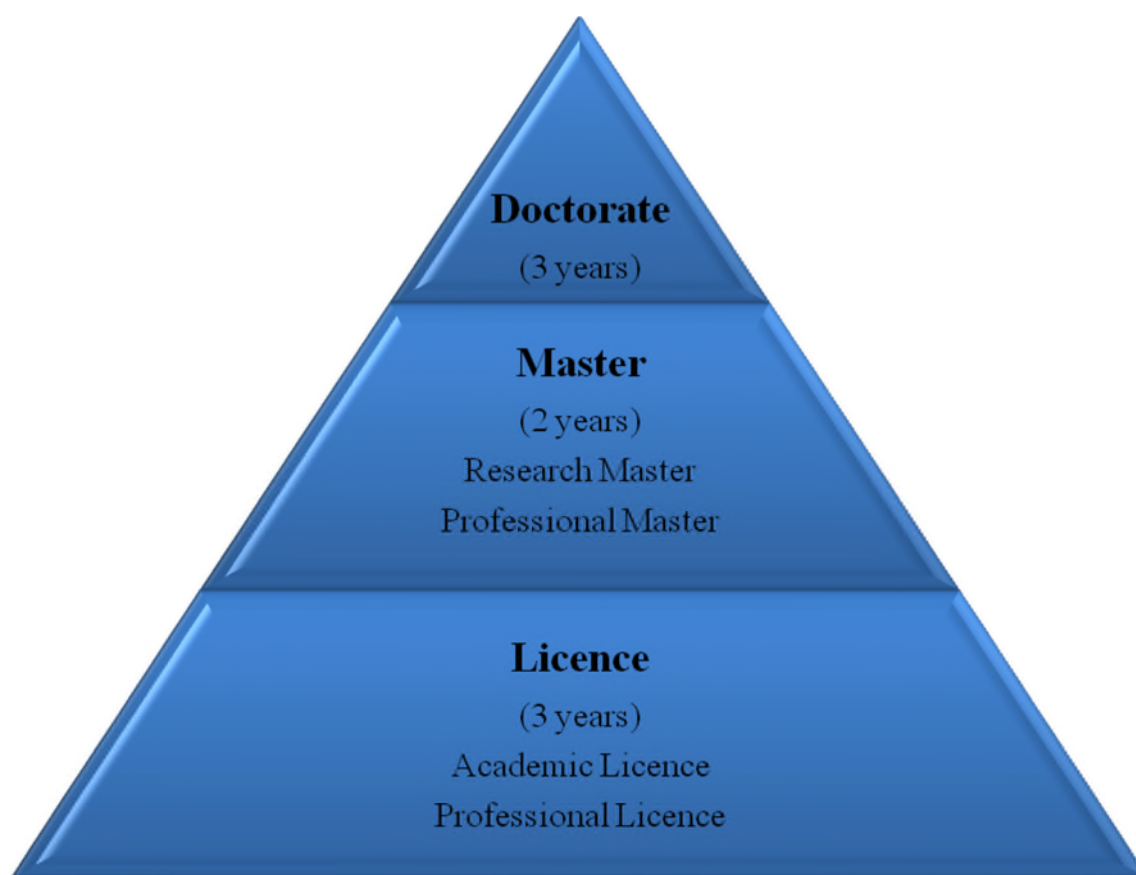 Doctorate
(3 years)
Master
(2 years)
Research Master
Professional Master
Licence
(3 years)
Academic Licence
Professional Licence